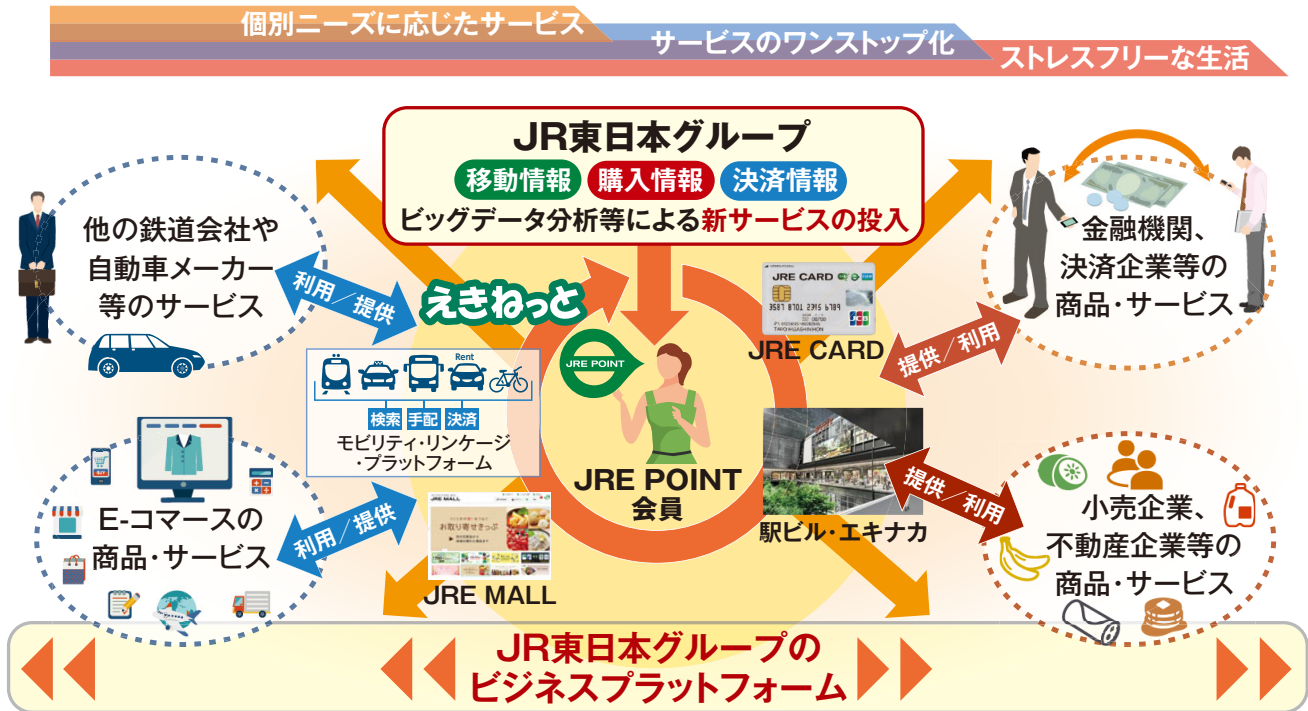 個別ニーズに応じたサービス
サービスのワンストップ化
ストレスフリーな生活
JR東日本グループ
移動情報 購入情報 決済情報
ビッグデータ分析等による新サービスの投入
他の鉄道会社や
自動車メーカー
等のサービス
利用/提供
えきねっと
Rent
検索 手配 決済
モビリティ・リンケージ
・プラットフォーム
JRE POINT
JRE POINT
会員
JRE CARD
JCB
JRE CARD
提供/利用
金融機関、
決済企業等の
商品・サービス
BUY
E-コマースの
商品・サービス
利用/提供
JRE MALL
お取り寄せきっぷ
JRE MALL
駅ビル・エキナカ
提供/利用
小売企業、
不動産企業等の
商品・サービス
JR東日本グループの
ビジネスプラットフォーム